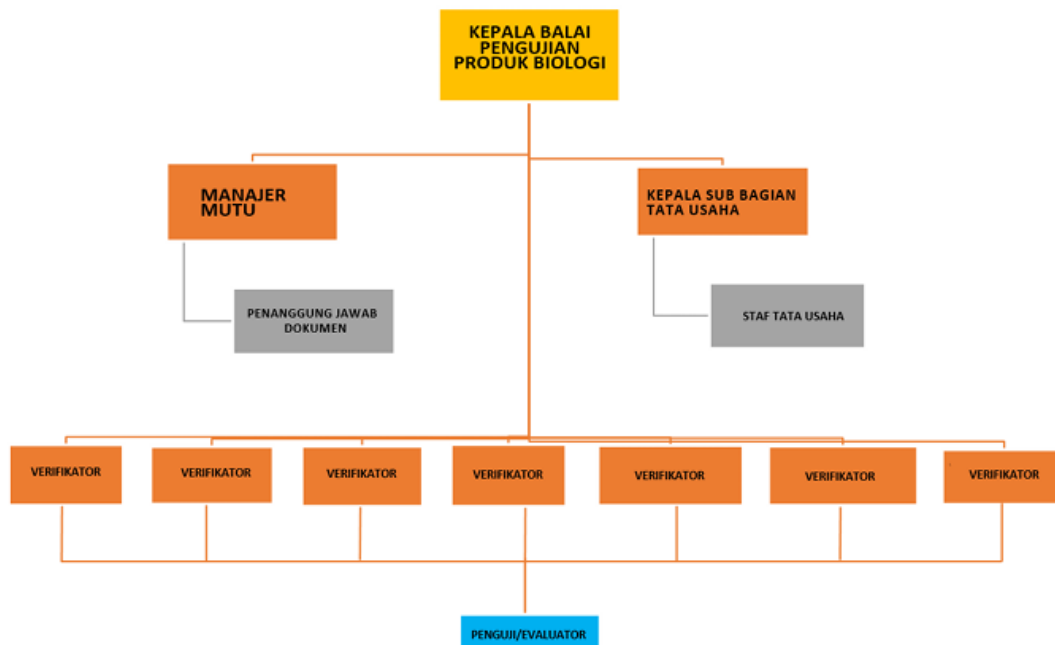 KEPALA BALAI
PENGUJIAN
PRODUK BIOLOGI
MANAJER
MUTU
KEPALA SUB BAGIAN
TATA USAHA
PENANGGUNG JAWAB
DOKUMEN
STAF TATA USAHA
VERIFIKATOR
VERIFIKATOR
VERIFIKATOR
VERIFIKATOR
VERIFIKATOR
VERIFIKATOR
VERIFIKATOR
PENGUJI/EVALUATOR